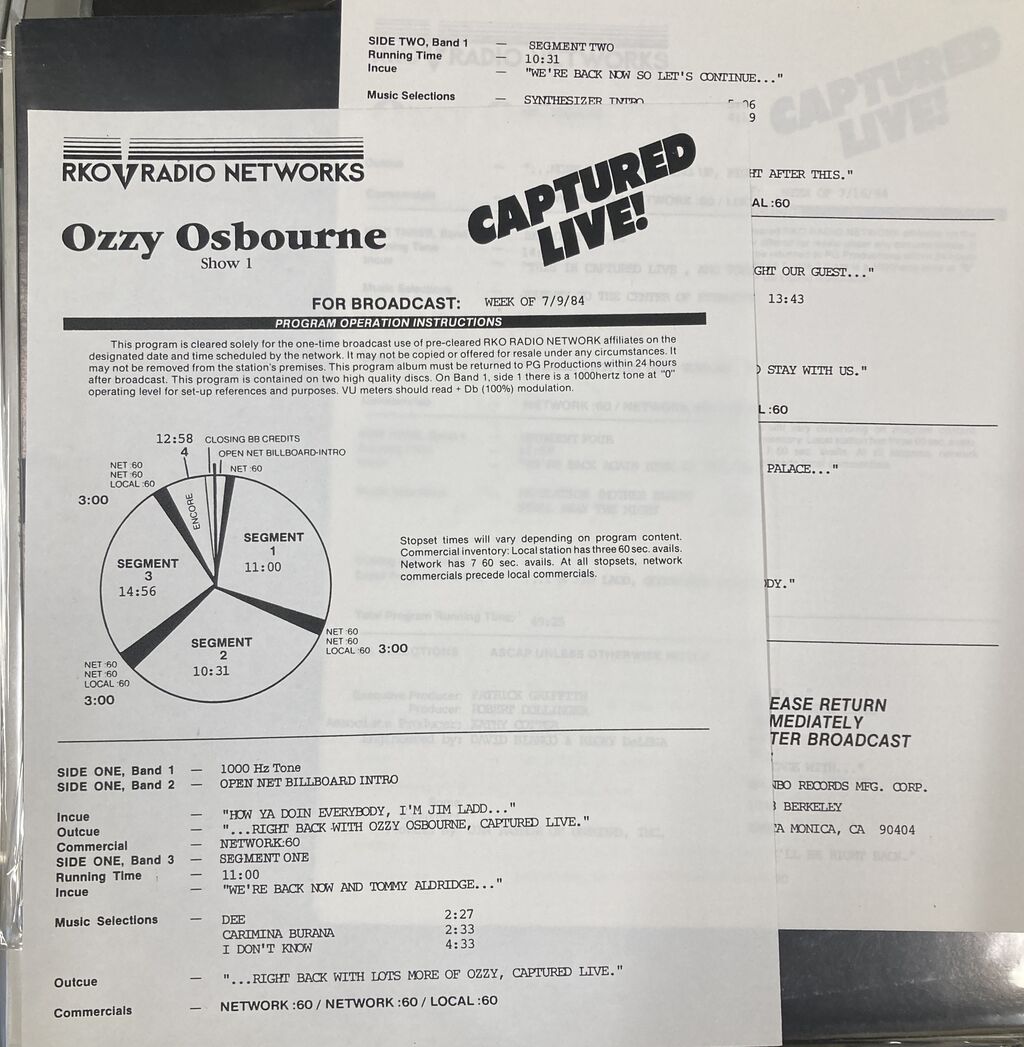 SIDE TWO, Band 1 — SEGMENT TWO
Running Time — 10:31
Incue — "WE'RE BACK NOW SO LET'S CONTINUE..."
Music Selections — SYNTHESIZER INTRO
9
HT AFTER THIS."
AL :60
GHT OUR GUEST..."
13:43
STAY WITH US."
L :60
PALACE..."
DY."
EASE RETURN
MEDIATELY
TER BROADCAST
BO RECORDS MFG. CORP.
BERKELEY
A MONICA, CA 90404
RKO RADIO NETWORKS
CAPTURED
LIVE!
Ozzy Osbourne
Show 1
FOR BROADCAST: WEEK OF 7/9/84
PROGRAM OPERATION INSTRUCTIONS
This program is cleared solely for the one-time broadcast use of pre-cleared RKO RADIO NETWORK affiliates on the
designated date and time scheduled by the network. It may not be copied or offered for resale under any circumstances. It
may not be removed from the station's premises. This program album must be returned to PG Productions within 24 hours
after broadcast. This program is contained on two high quality discs. On Band 1, side 1 there is a 1000hertz tone at "0"
operating level for set-up references and purposes. VU meters should read + Db (100%) modulation.
12:58 CLOSING BB CREDITS
4 OPEN NET BILLBOARD-INTRO
NET :60
NET :60
NET :60
LOCAL :60
3:00
ENCORE
SEGMENT
1
11:00
SEGMENT
3
14:56
SEGMENT
2
10:31
NET :60
NET :60
LOCAL :60 3:00
NET :60
NET :60
LOCAL :60
3:00
Stopset times will vary depending on program content.
Commercial inventory: Local station has three 60 sec. avails.
Network has 7 60 sec. avails. At all stopsets, network
commercials precede local commercials.
SIDE ONE, Band 1 — 1000 Hz Tone
SIDE ONE, Band 2 — OPEN NET BILLBOARD INTRO
Incue — "HOW YA DOIN EVERYBODY, I'M JIM LADD..."
Outcue — "...RIGHT BACK WITH OZZY OSBOURNE, CAPTURED LIVE."
Commercial — NETWORK:60
SIDE ONE, Band 3 — SEGMENT ONE
Running Time — 11:00
Incue — "WE'RE BACK NOW AND TOMMY ALDRIDGE..."
Music Selections — DEE 2:27
CARIMINA BURANA 2:33
I DON'T KNOW 4:33
Outcue — "...RIGHT BACK WITH LOTS MORE OF OZZY, CAPTURED LIVE."
Commercials — NETWORK :60 / NETWORK :60 / LOCAL :60